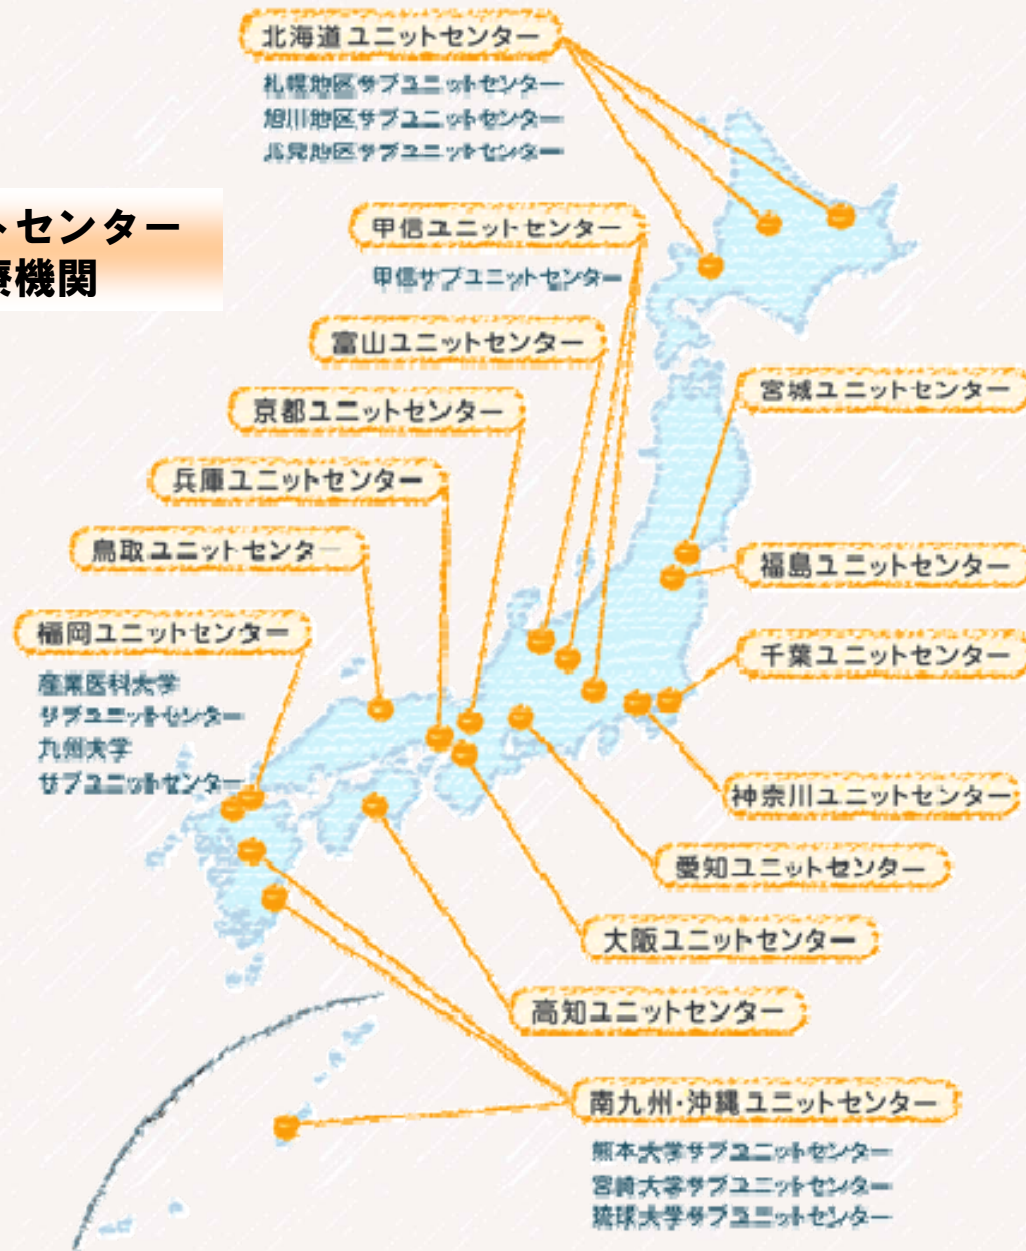 北海道ユニットセンター
札幌地区サブユニットセンター
旭川地区サブユニットセンター
北見地区サブユニットセンター
トセンター
療機関
甲信ユニットセンター
甲信サブユニットセンター
富山ユニットセンター
宮城ユニットセンター
京都ユニットセンター
兵庫ユニットセンター
鳥取ユニットセンター
福島ユニットセンター
福岡ユニットセンター
産業医科大学
サブユニットセンター
九州大学
サブユニットセンター
千葉ユニットセンター
神奈川ユニットセンター
愛知ユニットセンター
大阪ユニットセンター
高知ユニットセンター
南九州・沖縄ユニットセンター
熊本大学サブユニットセンター
宮崎大学サブユニットセンター
琉球大学サブユニットセンター